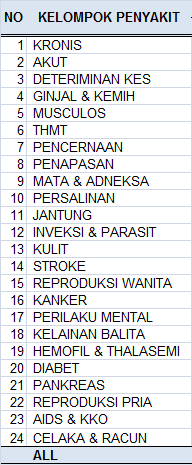 NO KELOMPOK PENYAKIT
1 KRONIS
2 AKUT
3 DETERMINAN KES
4 GINJAL & KEMIH
5 MUSCULOS
6 THMT
7 PENCERNAAN
8 PENAPASAN
9 MATA & ADNEKSA
10 PERSALINAN
11 JANTUNG
12 INVEKSI & PARASIT
13 KULIT
14 STROKE
15 REPRODUKSI WANITA
16 KANKER
17 PERILAKU MENTAL
18 KELAINAN BALITA
19 HEMOFIL & THALASEMI
20 DIABET
21 PANKREAS
22 REPRODUKSI PRIA
23 AIDS & KKO
24 CELAKA & RACUN
ALL